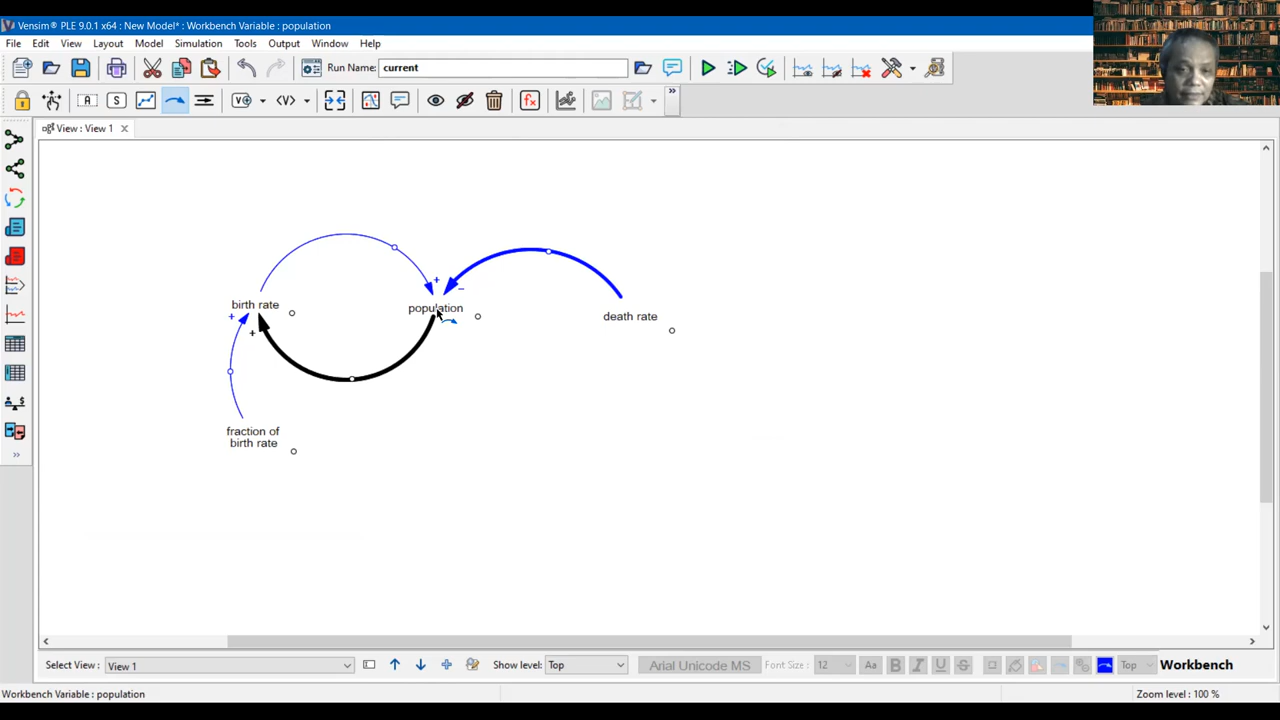 Vensim® PLE 9.0.1 x64 : New Model* : Workbench Variable : population
File Edit View Layout Model Simulation Tools Output Window Help
Run Name: current
A S V <V> fx
View : View 1
birth rate
population
death rate
+
+
−
+
+
fraction of
birth rate
Select View : View 1 Show level: Top Arial Unicode MS Font Size : 12 Aa B I U S Top Workbench
Workbench Variable : population Zoom level : 100 %